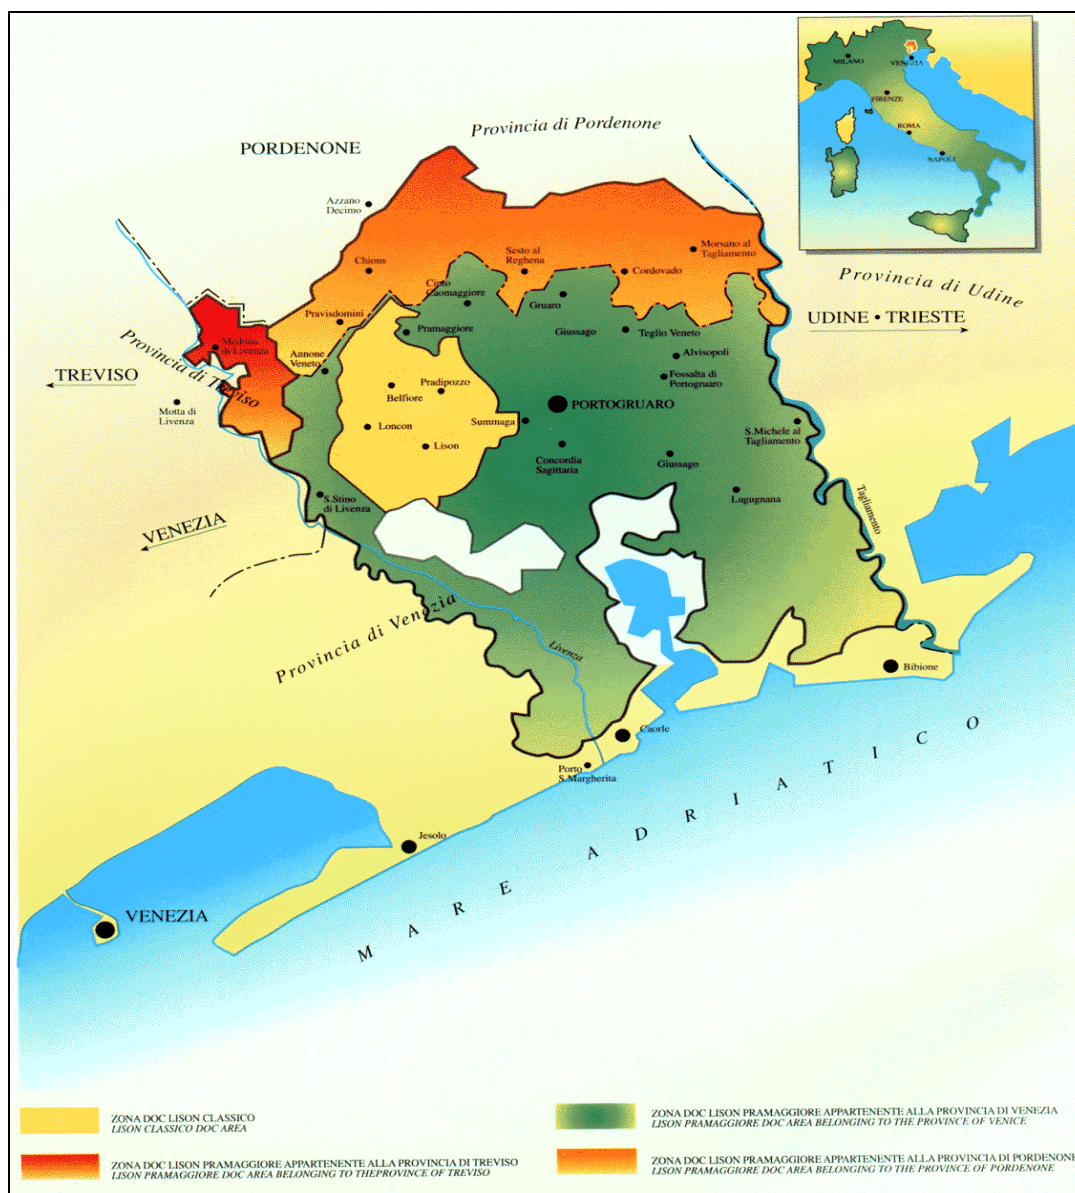 MILANO
VENEZIA
FIRENZE
ROMA
NAPOLI
Provincia di Pordenone
PORDENONE
Azzano
Decimo
Chions
Sesto al
Reghena
Morsano al
Tagliamento
Cordovado
Provincia di Udine
UDINE • TRIESTE
Cinto
Caomaggiore
Gruaro
Pravisdomini
Pramaggiore
Giussago
Teglio Veneto
Meduna
di Livenza
Provincia di Treviso
Annone
Veneto
Alvisopoli
TREVISO
Fossalta di
Portogruaro
Pradipozzo
Belfiore
Motta di
Livenza
PORTOGRUARO
Loncon
Summaga
S.Michele al
Tagliamento
Lison
Concordia
Sagittaria
Giussago
S.Stino
di Livenza
Lugugnana
Tagliamento
VENEZIA
Provincia di Venezia
Livenza
Bibione
Caorle
Porto
S.Margherita
Jesolo
MARE ADRIATICO
VENEZIA
ZONA DOC LISON CLASSICO
LISON CLASSICO DOC AREA
ZONA DOC LISON PRAMAGGIORE APPARTENENTE ALLA PROVINCIA DI VENEZIA
LISON PRAMAGGIORE DOC AREA BELONGING TO THE PROVINCE OF VENICE
ZONA DOC LISON PRAMAGGIORE APPARTENENTE ALLA PROVINCIA DI TREVISO
LISON PRAMAGGIORE DOC AREA BELONGING TO THEPROVINCE OF TREVISO
ZONA DOC LISON PRAMAGGIORE APPARTENENTE ALLA PROVINCIA DI PORDENONE
LISON PRAMAGGIORE DOC AREA BELONGING TO THE PROVINCE OF PORDENONE